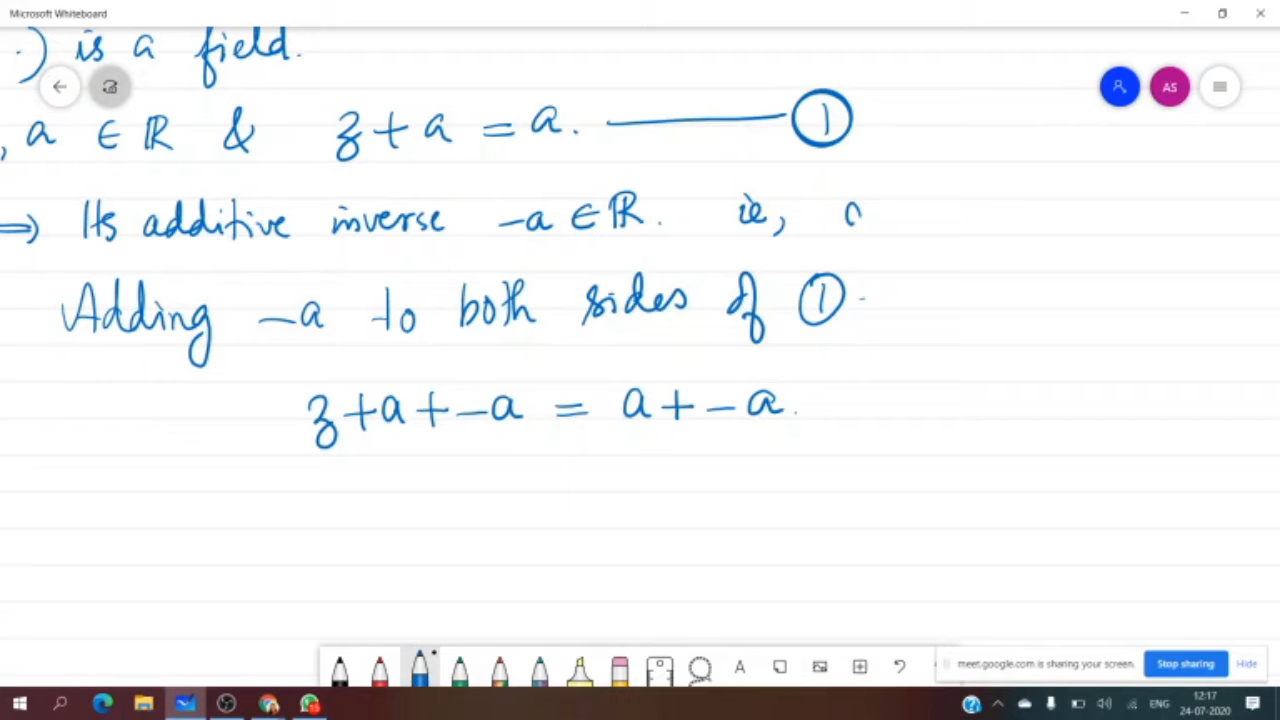 Microsoft Whiteboard
·) is a field.
AS
, a ∈ ℝ & z + a = a. ——— ①
⇒ Its additive inverse -a ∈ ℝ. ie,
Adding -a to both sides of ①.
z + a + -a = a + -a.
A
meet.google.com is sharing your screen. Stop sharing Hide
ENG 12:17
24-07-2020